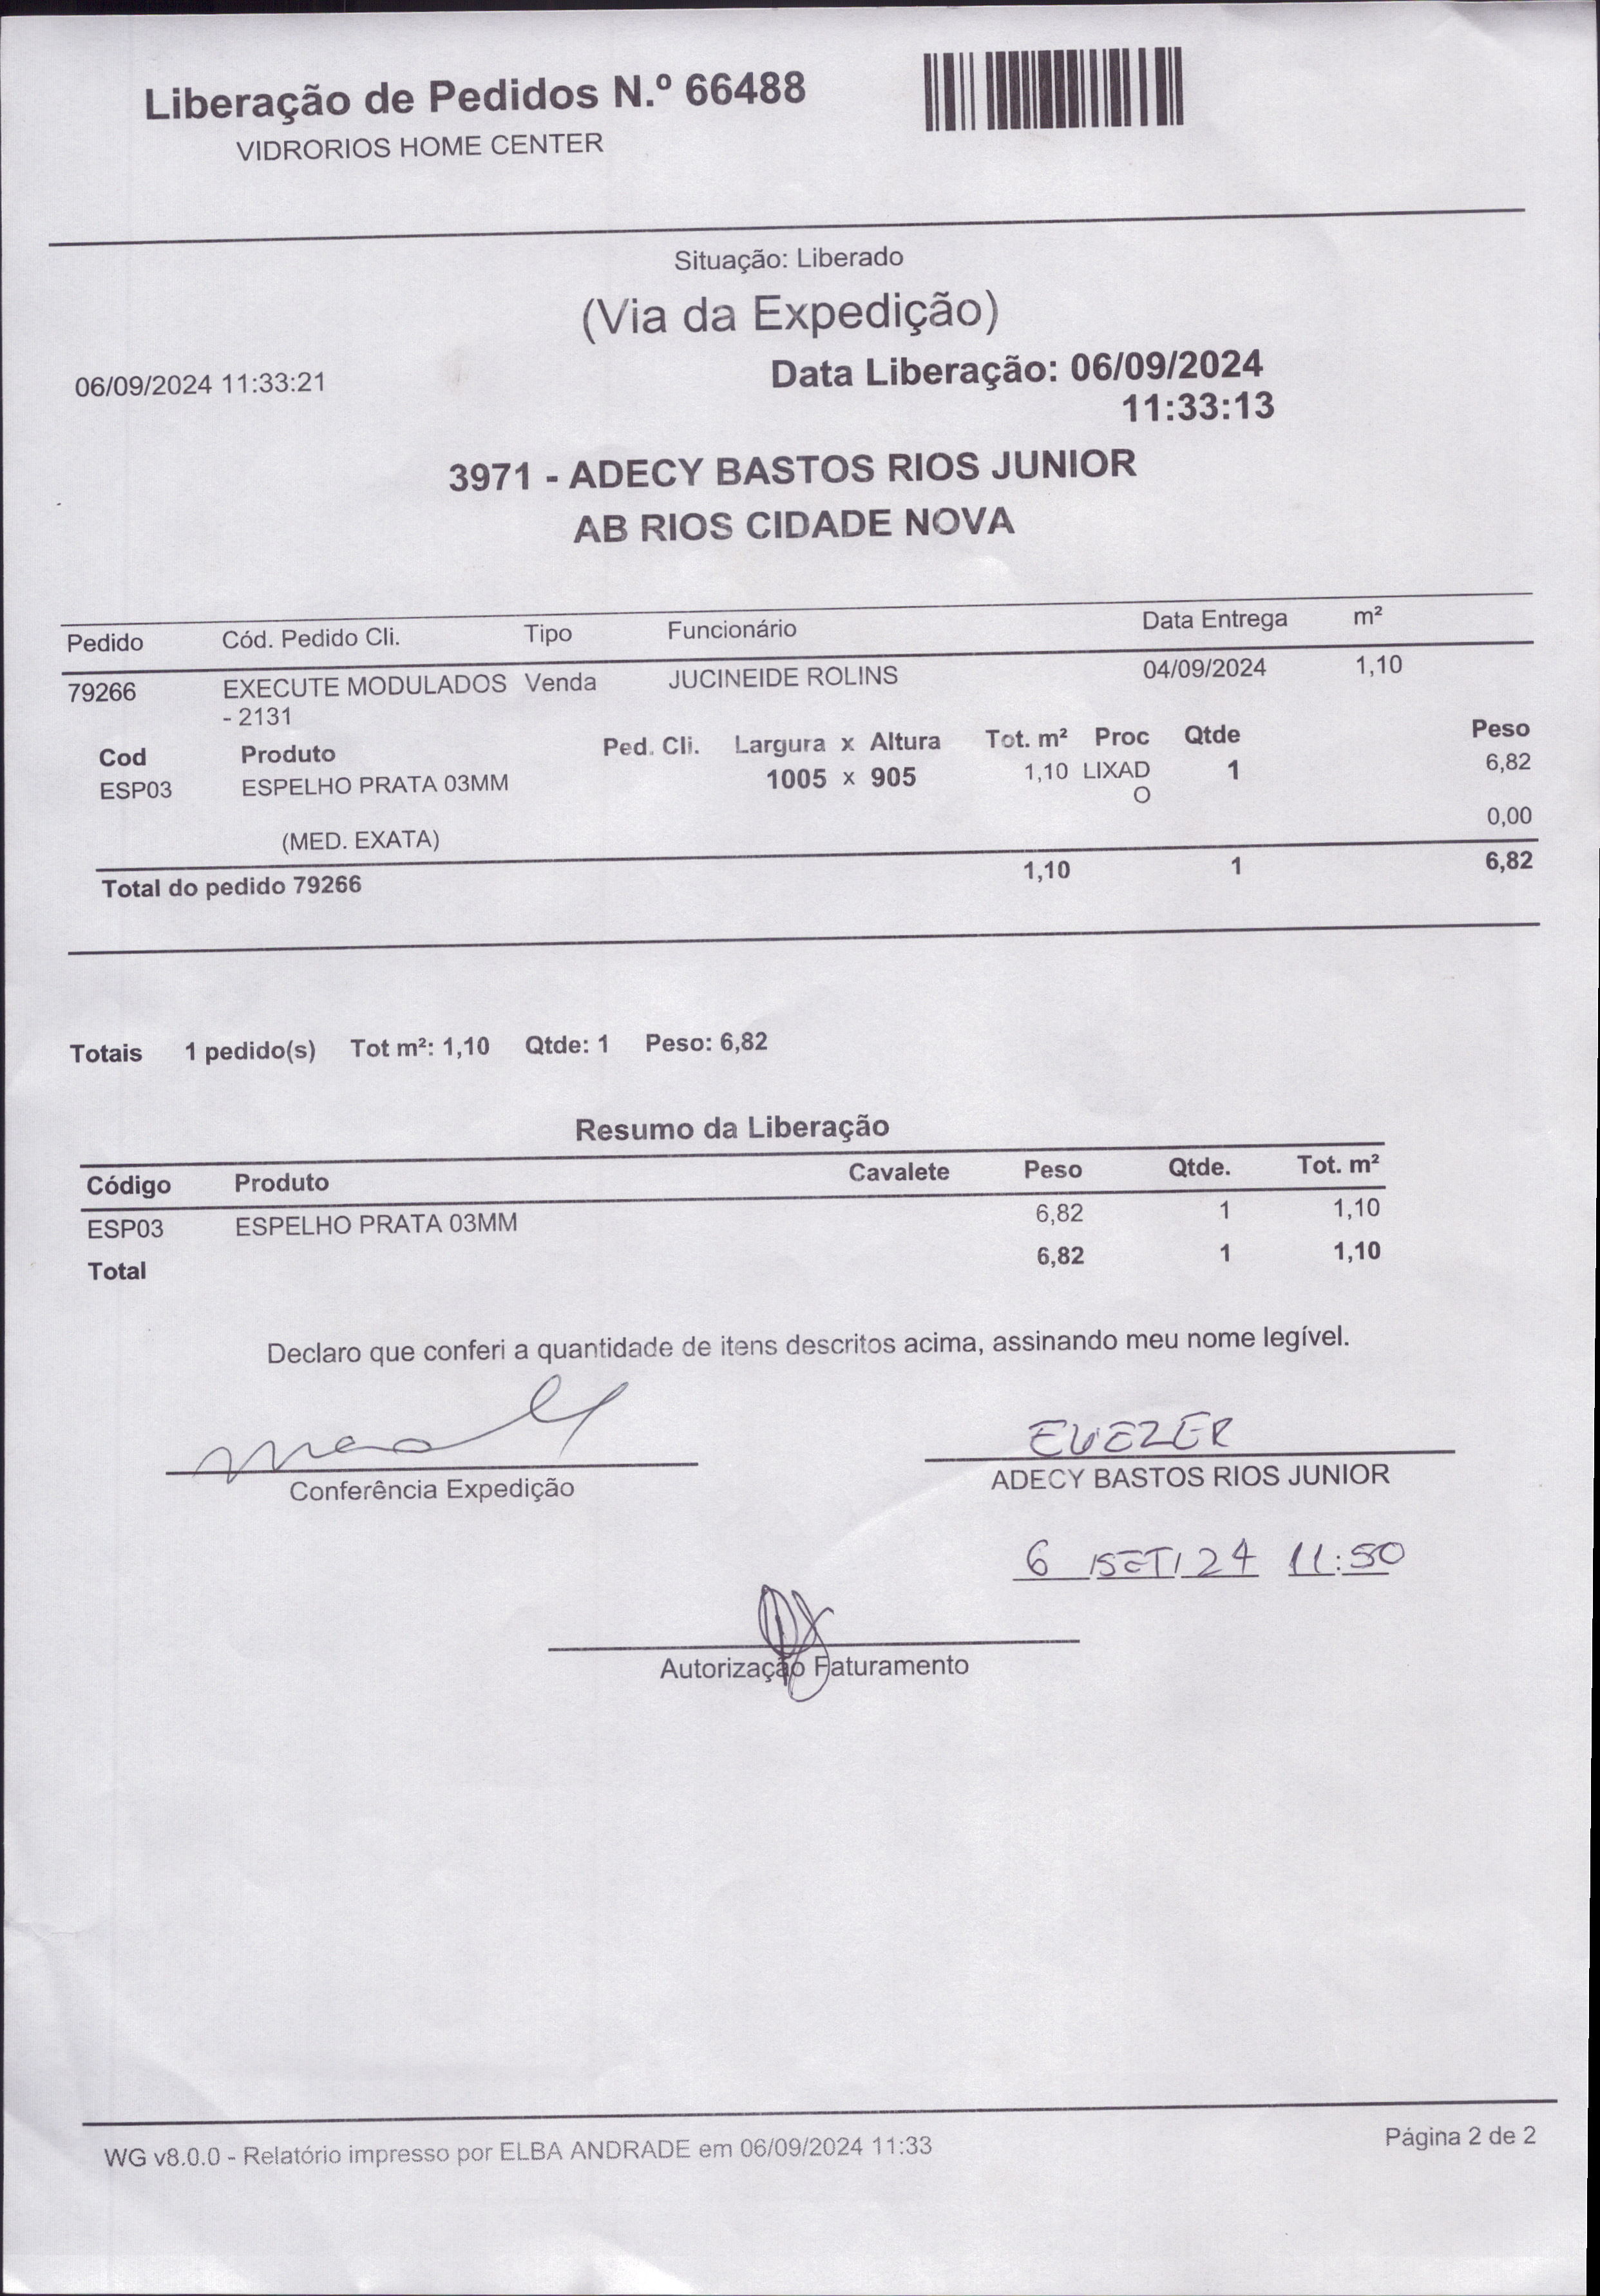 Liberação de Pedidos N.º 66488
VIDRORIOS HOME CENTER
Situação: Liberado
(Via da Expedição)
06/09/2024 11:33:21
Data Liberação: 06/09/2024
11:33:13
3971 - ADECY BASTOS RIOS JUNIOR
AB RIOS CIDADE NOVA
Pedido Cód. Pedido Cli. Tipo Funcionário Data Entrega m²
79266 EXECUTE MODULADOS Venda JUCINEIDE ROLINS 04/09/2024 1,10
- 2131
Cod Produto Ped. Cli. Largura x Altura Tot. m² Proc Qtde Peso
ESP03 ESPELHO PRATA 03MM 1005 x 905 1,10 LIXAD 1 6,82
O
(MED. EXATA) 0,00
Total do pedido 79266 1,10 1 6,82
Totais 1 pedido(s) Tot m²: 1,10 Qtde: 1 Peso: 6,82
Resumo da Liberação
Código Produto Cavalete Peso Qtde. Tot. m²
ESP03 ESPELHO PRATA 03MM 6,82 1 1,10
Total 6,82 1 1,10
Declaro que conferi a quantidade de itens descritos acima, assinando meu nome legível.
Conferência Expedição
ADECY BASTOS RIOS JUNIOR
6 /SET/ 24 11:50
Autorização Faturamento
WG v8.0.0 - Relatório impresso por ELBA ANDRADE em 06/09/2024 11:33
Página 2 de 2